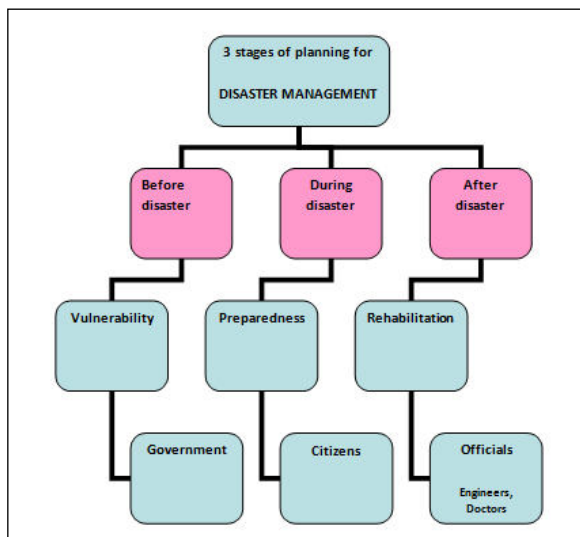 3 stages of planning for
DISASTER MANAGEMENT
Before
disaster
During
disaster
After
disaster
Vulnerability
Preparedness
Rehabilitation
Government
Citizens
Officials
Engineers,
Doctors